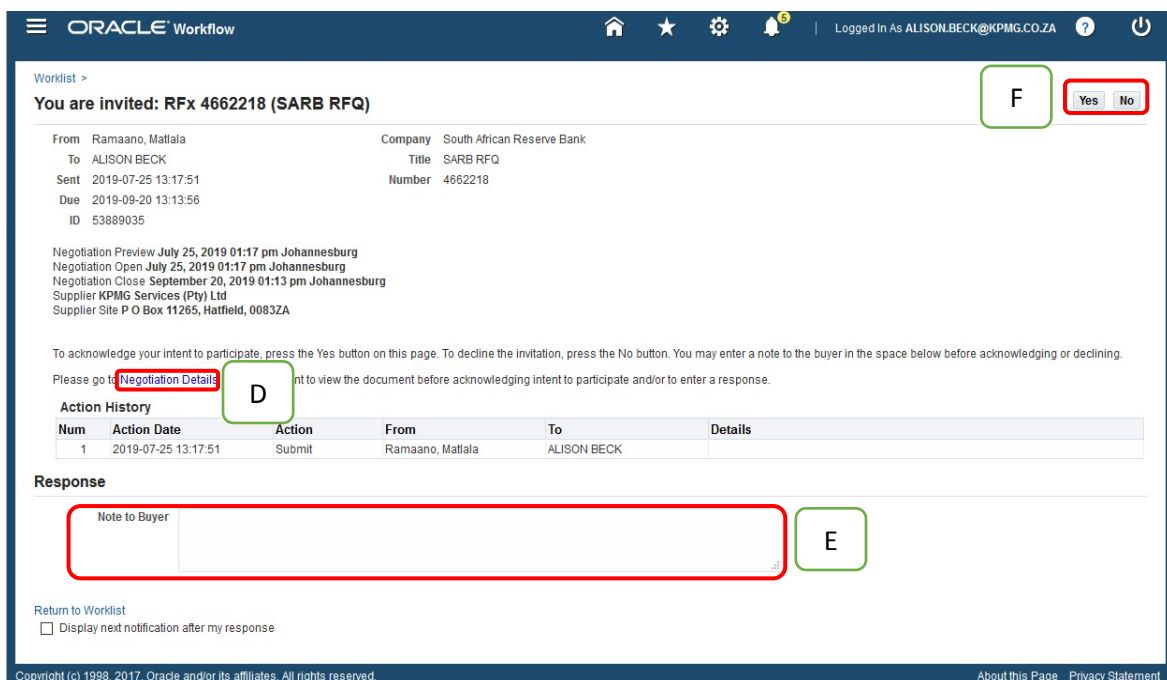 ORACLE Workflow
5
Logged In As ALISON.BECK@KPMG.CO.ZA
?
Worklist >
You are invited: RFx 4662218 (SARB RFQ)
F
Yes No
From Ramaano, Matlala Company South African Reserve Bank
To ALISON BECK Title SARB RFQ
Sent 2019-07-25 13:17:51 Number 4662218
Due 2019-09-20 13:13:56
ID 53889035
Negotiation Preview July 25, 2019 01:17 pm Johannesburg
Negotiation Open July 25, 2019 01:17 pm Johannesburg
Negotiation Close September 20, 2019 01:13 pm Johannesburg
Supplier KPMG Services (Pty) Ltd
Supplier Site P O Box 11265, Hatfield, 0083ZA
To acknowledge your intent to participate, press the Yes button on this page. To decline the invitation, press the No button. You may enter a note to the buyer in the space below before acknowledging or declining.
Please go to Negotiation Details to view the document before acknowledging intent to participate and/or to enter a response.
D
Action History
Num Action Date Action From To Details
1 2019-07-25 13:17:51 Submit Ramaano, Matlala ALISON BECK
Response
Note to Buyer
E
Return to Worklist
Display next notification after my response
Copyright (c) 1998, 2017, Oracle and/or its affiliates. All rights reserved. About this Page Privacy Statement